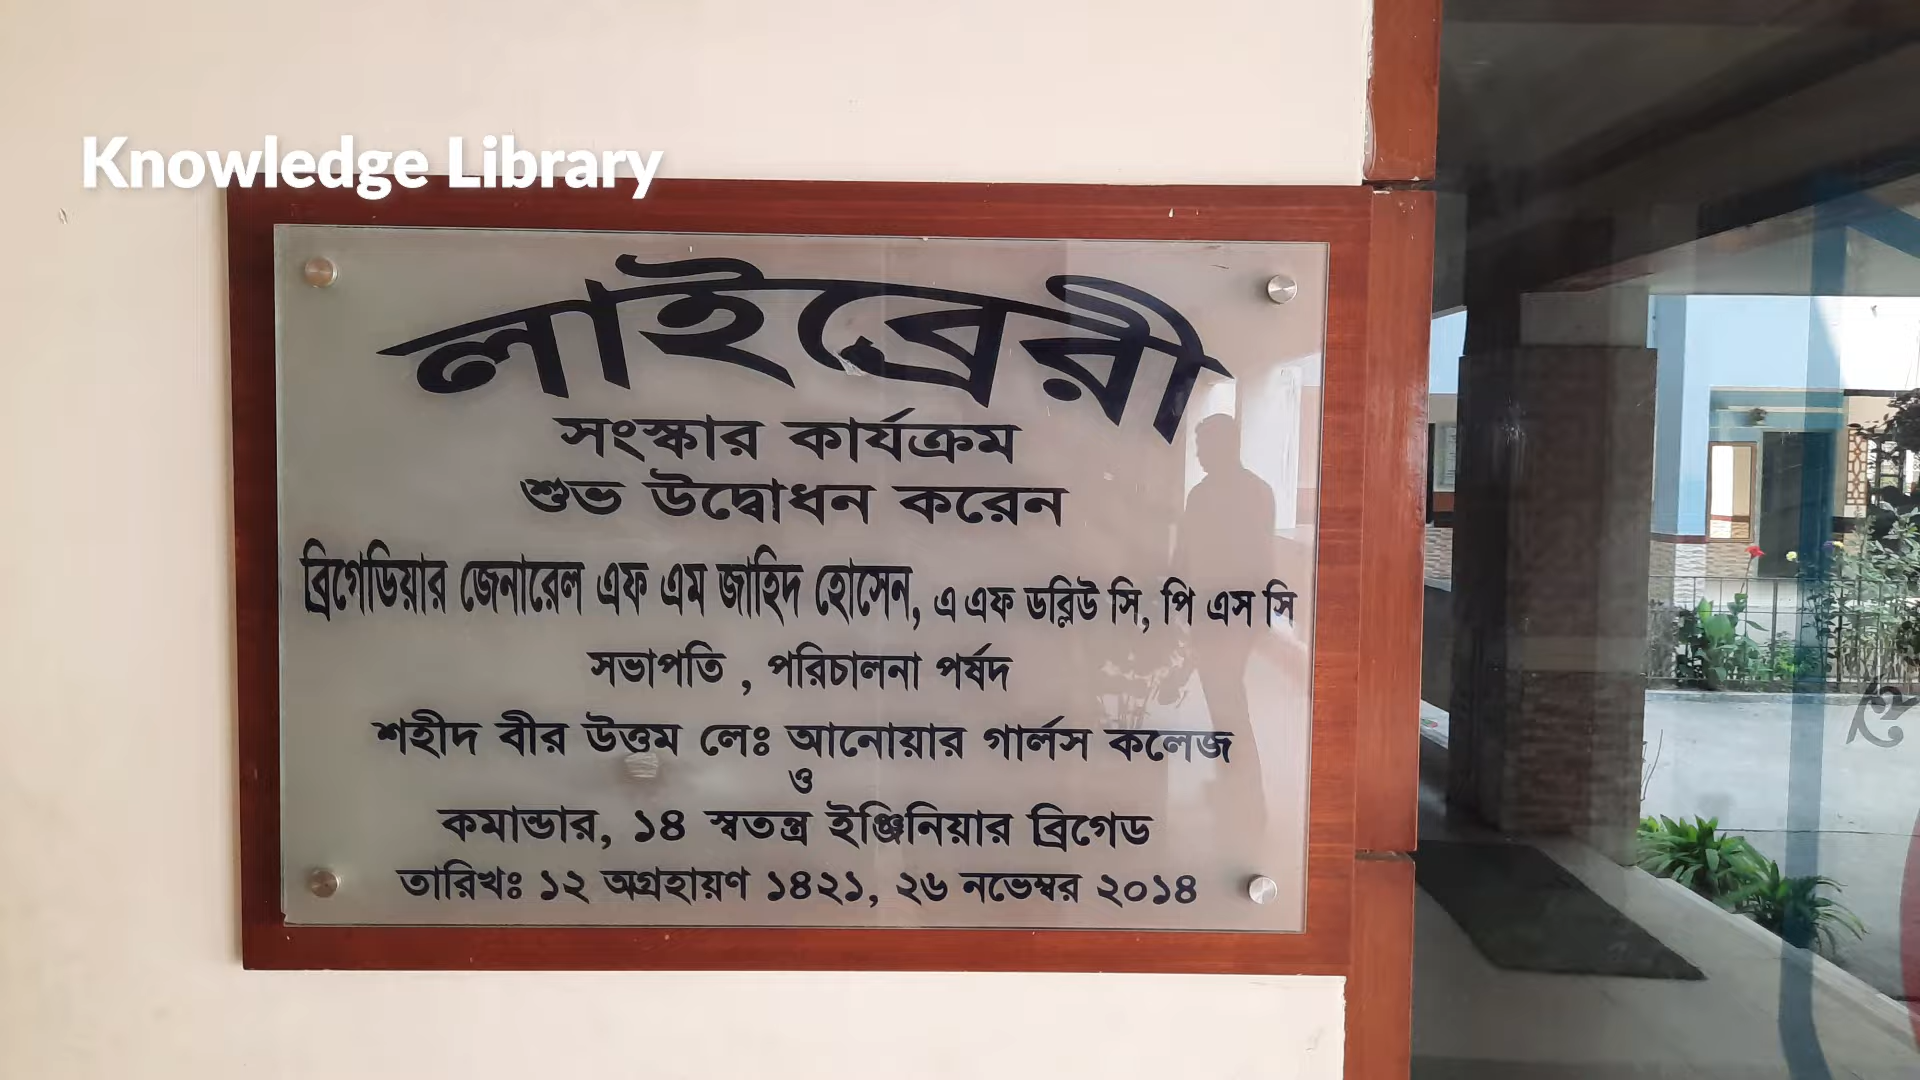 Knowledge Library
লাইব্রেরী
সংস্কার কার্যক্রম
শুভ উদ্বোধন করেন
ব্রিগেডিয়ার জেনারেল এফ এম জাহিদ হোসেন, এ এফ ডব্লিউ সি, পি এস সি
সভাপতি , পরিচালনা পর্ষদ
শহীদ বীর উত্তম লেঃ আনোয়ার গার্লস কলেজ
ও
কমান্ডার, ১৪ স্বতন্ত্র ইঞ্জিনিয়ার ব্রিগেড
তারিখঃ ১২ অগ্রহায়ণ ১৪২১, ২৬ নভেম্বর ২০১৪